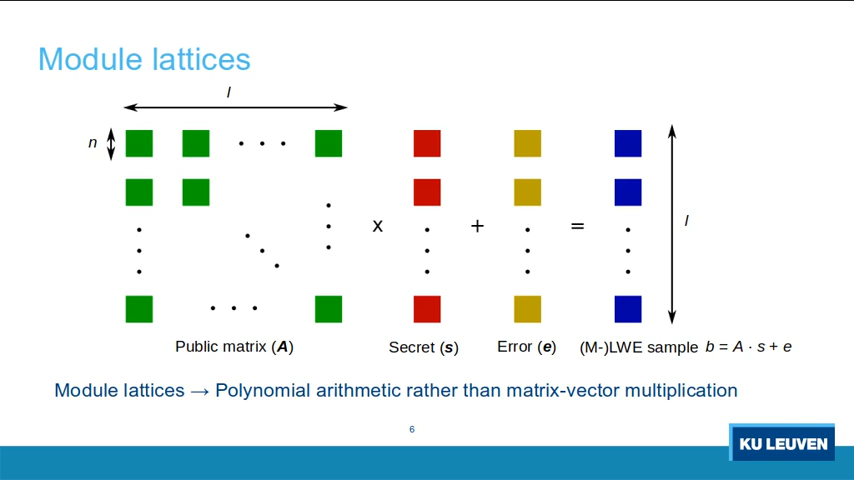 Module lattices
l
n
x
+
=
l
Public matrix (A)
Secret (s)
Error (e)
(M-)LWE sample b = A · s + e
Module lattices → Polynomial arithmetic rather than matrix-vector multiplication
6
KU LEUVEN